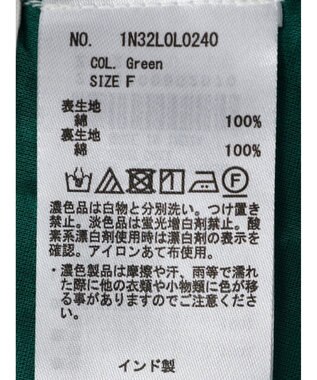 NO. 1N32L0L0240
COL. Green
SIZE F
表生地
綿 100%
裏生地
綿 100%
濃色品は白物と分別洗い。つけ置き
禁止。淡色品は蛍光増白剤禁止。酸
素系漂白剤使用時は漂白剤の表示を
確認。アイロンあて布使用。
・濃色製品は摩擦や汗、雨等で濡れ
た際に他の衣類や小物類に色が移
る事がありますのでご注意くださ
い。
インド製